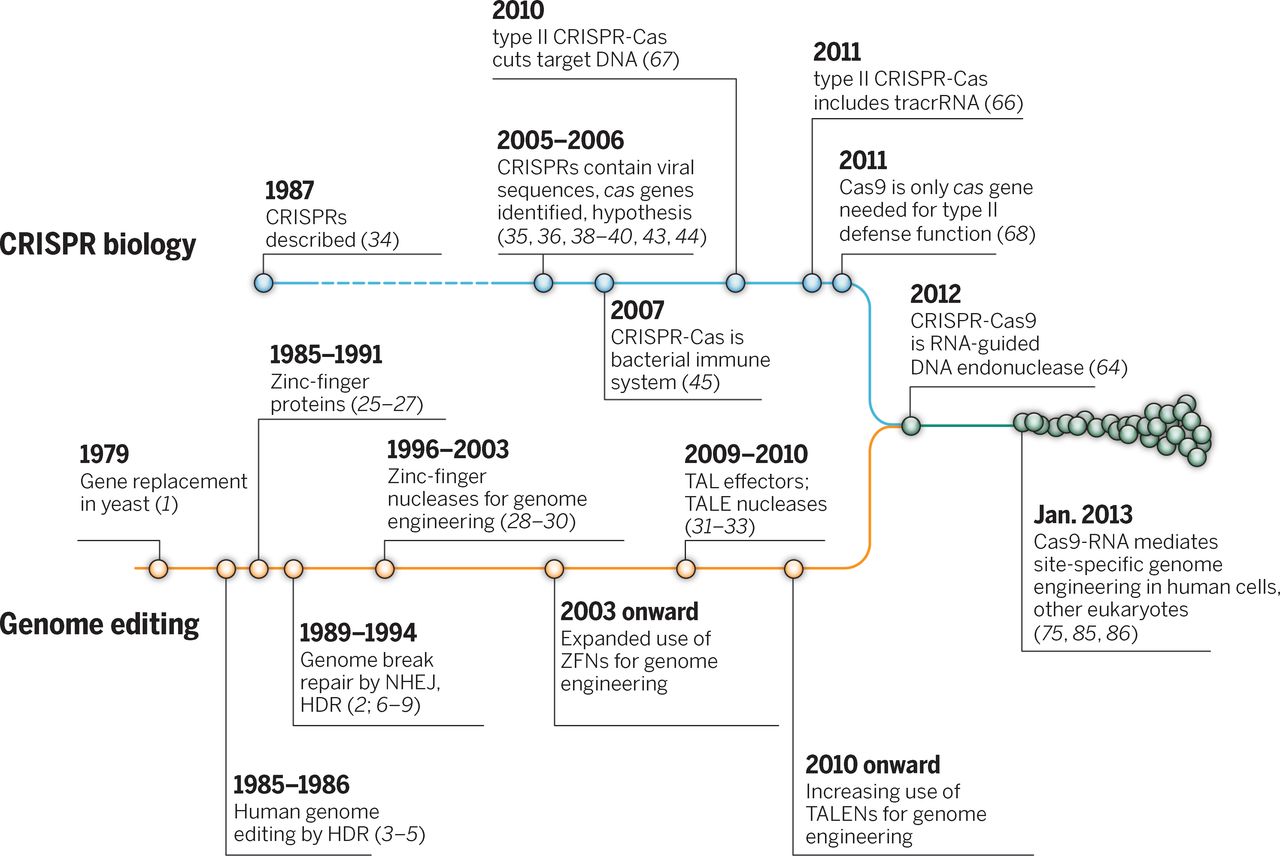 2010
type II CRISPR-Cas
cuts target DNA (67)
2011
type II CRISPR-Cas
includes tracrRNA (66)
2005–2006
CRISPRs contain viral
sequences, cas genes
identified, hypothesis
(35, 36, 38–40, 43, 44)
2011
Cas9 is only cas gene
needed for type II
defense function (68)
1987
CRISPRs
described (34)
CRISPR biology
2007
CRISPR-Cas is
bacterial immune
system (45)
2012
CRISPR-Cas9
is RNA-guided
DNA endonuclease (64)
1985–1991
Zinc-finger
proteins (25–27)
1979
Gene replacement
in yeast (1)
1996–2003
Zinc-finger
nucleases for genome
engineering (28–30)
2009–2010
TAL effectors;
TALE nucleases
(31–33)
Jan. 2013
Cas9-RNA mediates
site-specific genome
engineering in human cells,
other eukaryotes
(75, 85, 86)
Genome editing
1989–1994
Genome break
repair by NHEJ,
HDR (2; 6–9)
2003 onward
Expanded use of
ZFNs for genome
engineering
1985–1986
Human genome
editing by HDR (3–5)
2010 onward
Increasing use of
TALENs for genome
engineering